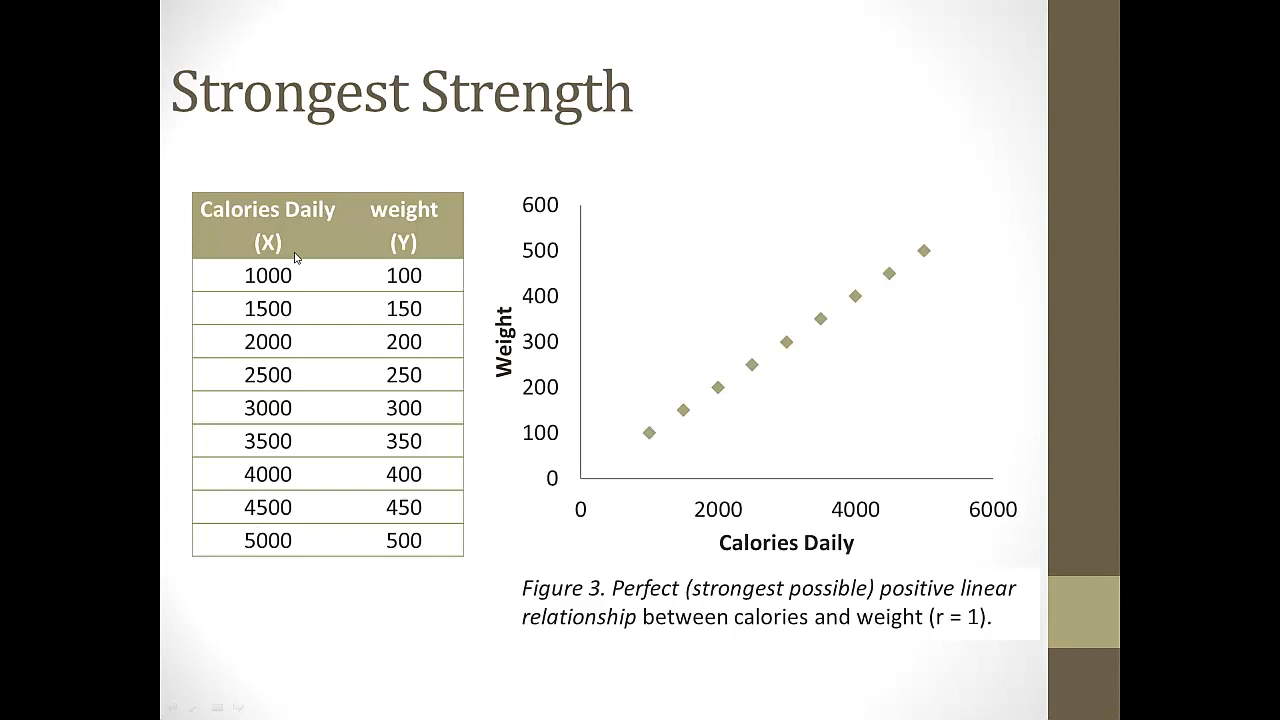 Strongest Strength
Calories Daily weight
(X) (Y)
1000 100
1500 150
2000 200
2500 250
3000 300
3500 350
4000 400
4500 450
5000 500
600
500
400
300
200
100
0
Weight
0 2000 4000 6000
Calories Daily
Figure 3. Perfect (strongest possible) positive linear
relationship between calories and weight (r = 1).